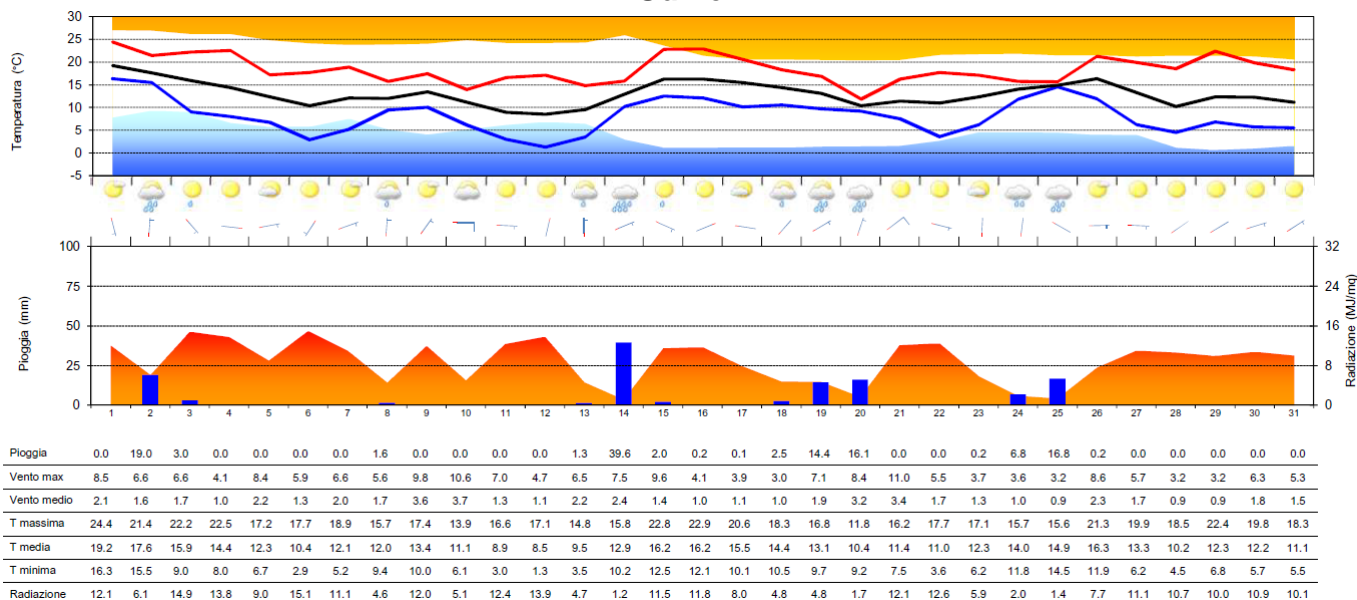 30
25
20
15
10
5
0
-5
Temperatura (°C)
100
75
50
25
0
Pioggia (mm)
32
24
16
8
0
Radiazione (MJ/mq)
1 2 3 4 5 6 7 8 9 10 11 12 13 14 15 16 17 18 19 20 21 22 23 24 25 26 27 28 29 30 31
Pioggia 0.0 19.0 3.0 0.0 0.0 0.0 0.0 1.6 0.0 0.0 0.0 0.0 1.3 39.6 2.0 0.2 0.1 2.5 14.4 16.1 0.0 0.0 0.2 6.8 16.8 0.2 0.0 0.0 0.0 0.0 0.0
Vento max 8.5 6.6 6.6 4.1 8.4 5.9 6.6 5.6 9.8 10.6 7.0 4.7 6.5 7.5 9.6 4.1 3.9 3.0 7.1 8.4 11.0 5.5 3.7 3.6 3.2 8.6 5.7 3.2 3.2 6.3 5.3
Vento medio 2.1 1.6 1.7 1.0 2.2 1.3 2.0 1.7 3.6 3.7 1.3 1.1 2.2 2.4 1.4 1.0 1.1 1.0 1.9 3.2 3.4 1.7 1.3 1.0 0.9 2.3 1.7 0.9 0.9 1.8 1.5
T massima 24.4 21.4 22.2 22.5 17.2 17.7 18.9 15.7 17.4 13.9 16.6 17.1 14.8 15.8 22.8 22.9 20.6 18.3 16.8 11.8 16.2 17.7 17.1 15.7 15.6 21.3 19.9 18.5 22.4 19.8 18.3
T media 19.2 17.6 15.9 14.4 12.3 10.4 12.1 12.0 13.4 11.1 8.9 8.5 9.5 12.9 16.2 16.2 15.5 14.4 13.1 10.4 11.4 11.0 12.3 14.0 14.9 16.3 13.3 10.2 12.3 12.2 11.1
T minima 16.3 15.5 9.0 8.0 6.7 2.9 5.2 9.4 10.0 6.1 3.0 1.3 3.5 10.2 12.5 12.1 10.1 10.5 9.7 9.2 7.5 3.6 6.2 11.8 14.5 11.9 6.2 4.5 6.8 5.7 5.5
Radiazione 12.1 6.1 14.9 13.8 9.0 15.1 11.1 4.6 12.0 5.1 12.4 13.9 4.7 1.2 11.5 11.8 8.0 4.8 4.8 1.7 12.1 12.6 5.9 2.0 1.4 7.7 11.1 10.7 10.0 10.9 10.1